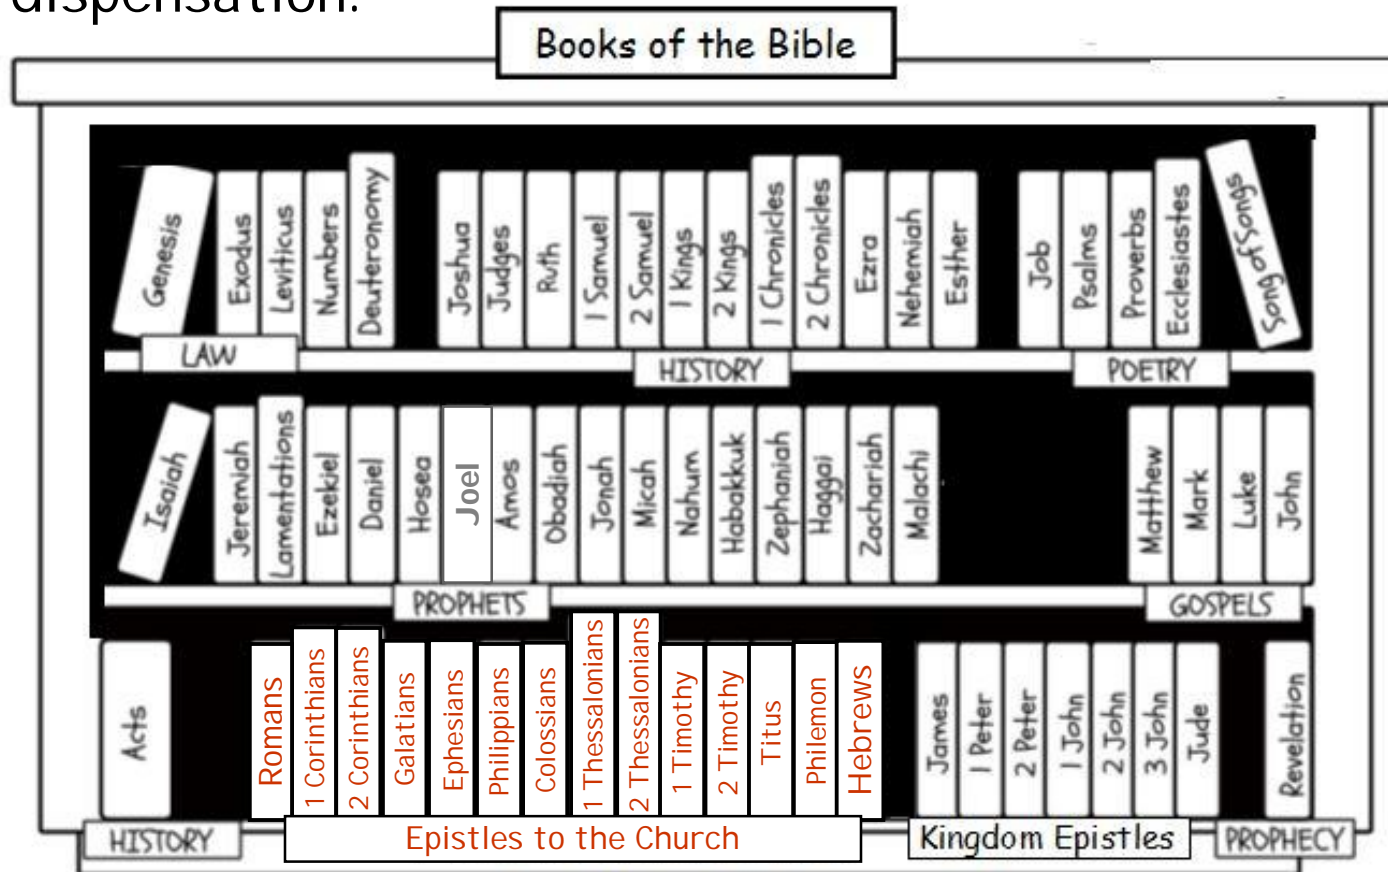 dispensation.
Books of the Bible
Genesis
Exodus
Leviticus
Numbers
Deuteronomy
Joshua
Judges
Ruth
1 Samuel
2 Samuel
1 Kings
2 Kings
1 Chronicles
2 Chronicles
Ezra
Nehemiah
Esther
Job
Psalms
Proverbs
Ecclesiastes
Song of Songs
LAW
HISTORY
POETRY
Isaiah
Jeremiah
Lamentations
Ezekiel
Daniel
Hosea
Joel
Amos
Obadiah
Jonah
Micah
Nahum
Habakkuk
Zephaniah
Haggai
Zachariah
Malachi
Matthew
Mark
Luke
John
PROPHETS
GOSPELS
Acts
Romans
1 Corinthians
2 Corinthians
Galatians
Ephesians
Philippians
Colossians
1 Thessalonians
2 Thessalonians
1 Timothy
2 Timothy
Titus
Philemon
Hebrews
James
1 Peter
2 Peter
1 John
2 John
3 John
Jude
Revelation
HISTORY
Epistles to the Church
Kingdom Epistles
PROPHECY